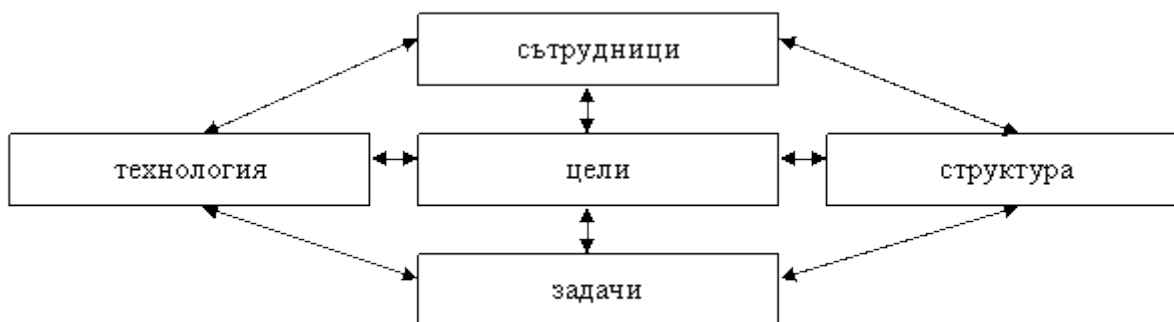 сътрудници
технология
цели
структура
задачи